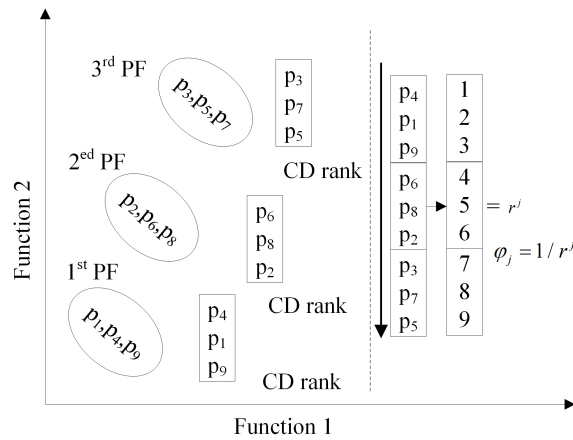 3rd PF
p3,p5,p7
p3
p7
p5
CD rank
2ed PF
p2,p6,p8
p6
p8
p2
CD rank
1st PF
p1,p4,p9
p4
p1
p9
CD rank
Function 2
Function 1
p4
p1
p9
p6
p8
p2
p3
p7
p5
1
2
3
4
5
6
7
8
9
= r^j
φj = 1/r^j